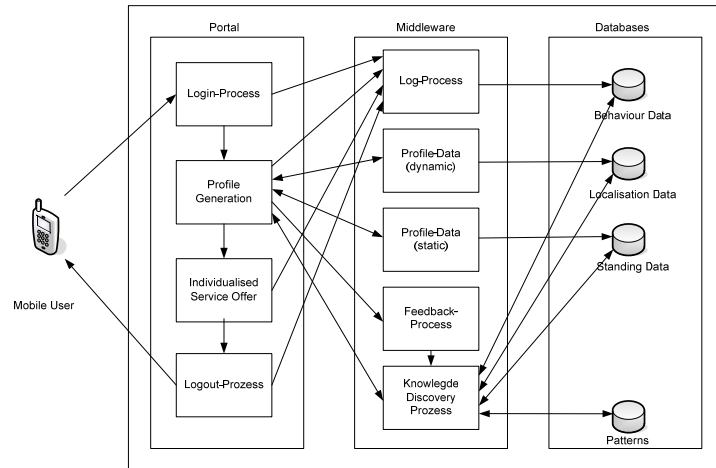 Portal
Middleware
Databases
Login-Process
Log-Process
Behaviour Data
Profile
Generation
Profile-Data
(dynamic)
Localisation Data
Profile-Data
(static)
Standing Data
Mobile User
Individualised
Service Offer
Feedback-
Process
Logout-Prozess
Knowlegde
Discovery
Prozess
Patterns